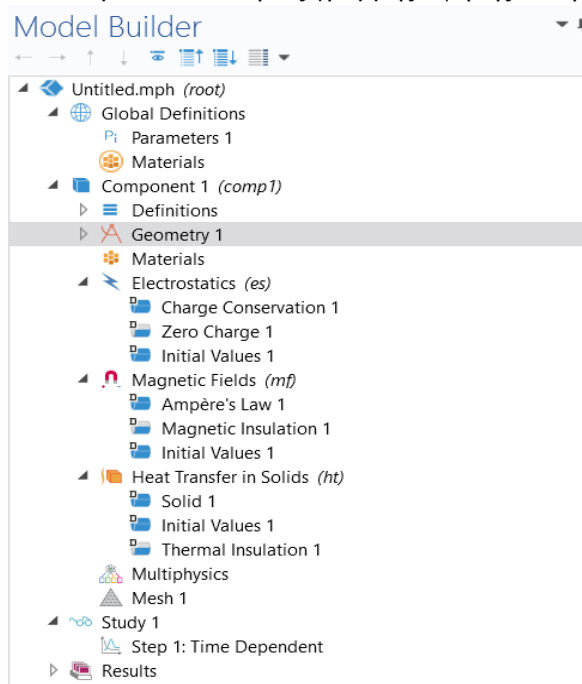 Model Builder
Untitled.mph (root)
Global Definitions
Pi Parameters 1
Materials
Component 1 (comp1)
Definitions
Geometry 1
Materials
Electrostatics (es)
D Charge Conservation 1
D Zero Charge 1
D Initial Values 1
Magnetic Fields (mf)
D Ampère's Law 1
D Magnetic Insulation 1
D Initial Values 1
Heat Transfer in Solids (ht)
D Solid 1
D Initial Values 1
D Thermal Insulation 1
Multiphysics
Mesh 1
Study 1
Step 1: Time Dependent
Results